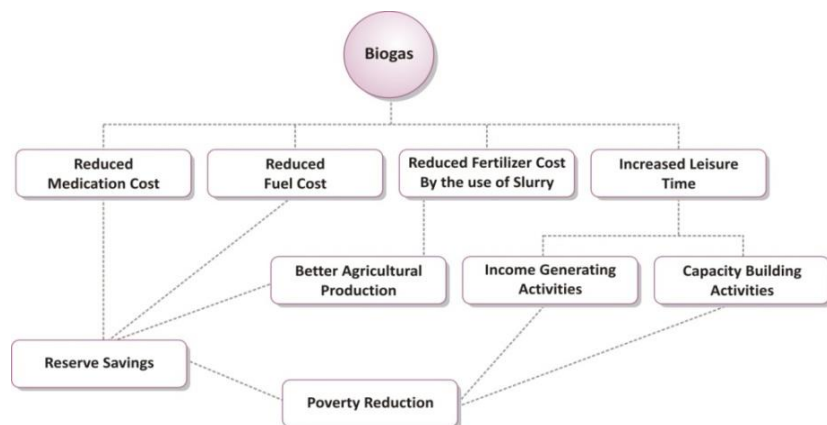 Biogas
Reduced
Medication Cost
Reduced
Fuel Cost
Reduced Fertilizer Cost
By the use of Slurry
Increased Leisure
Time
Better Agricultural
Production
Income Generating
Activities
Capacity Building
Activities
Reserve Savings
Poverty Reduction